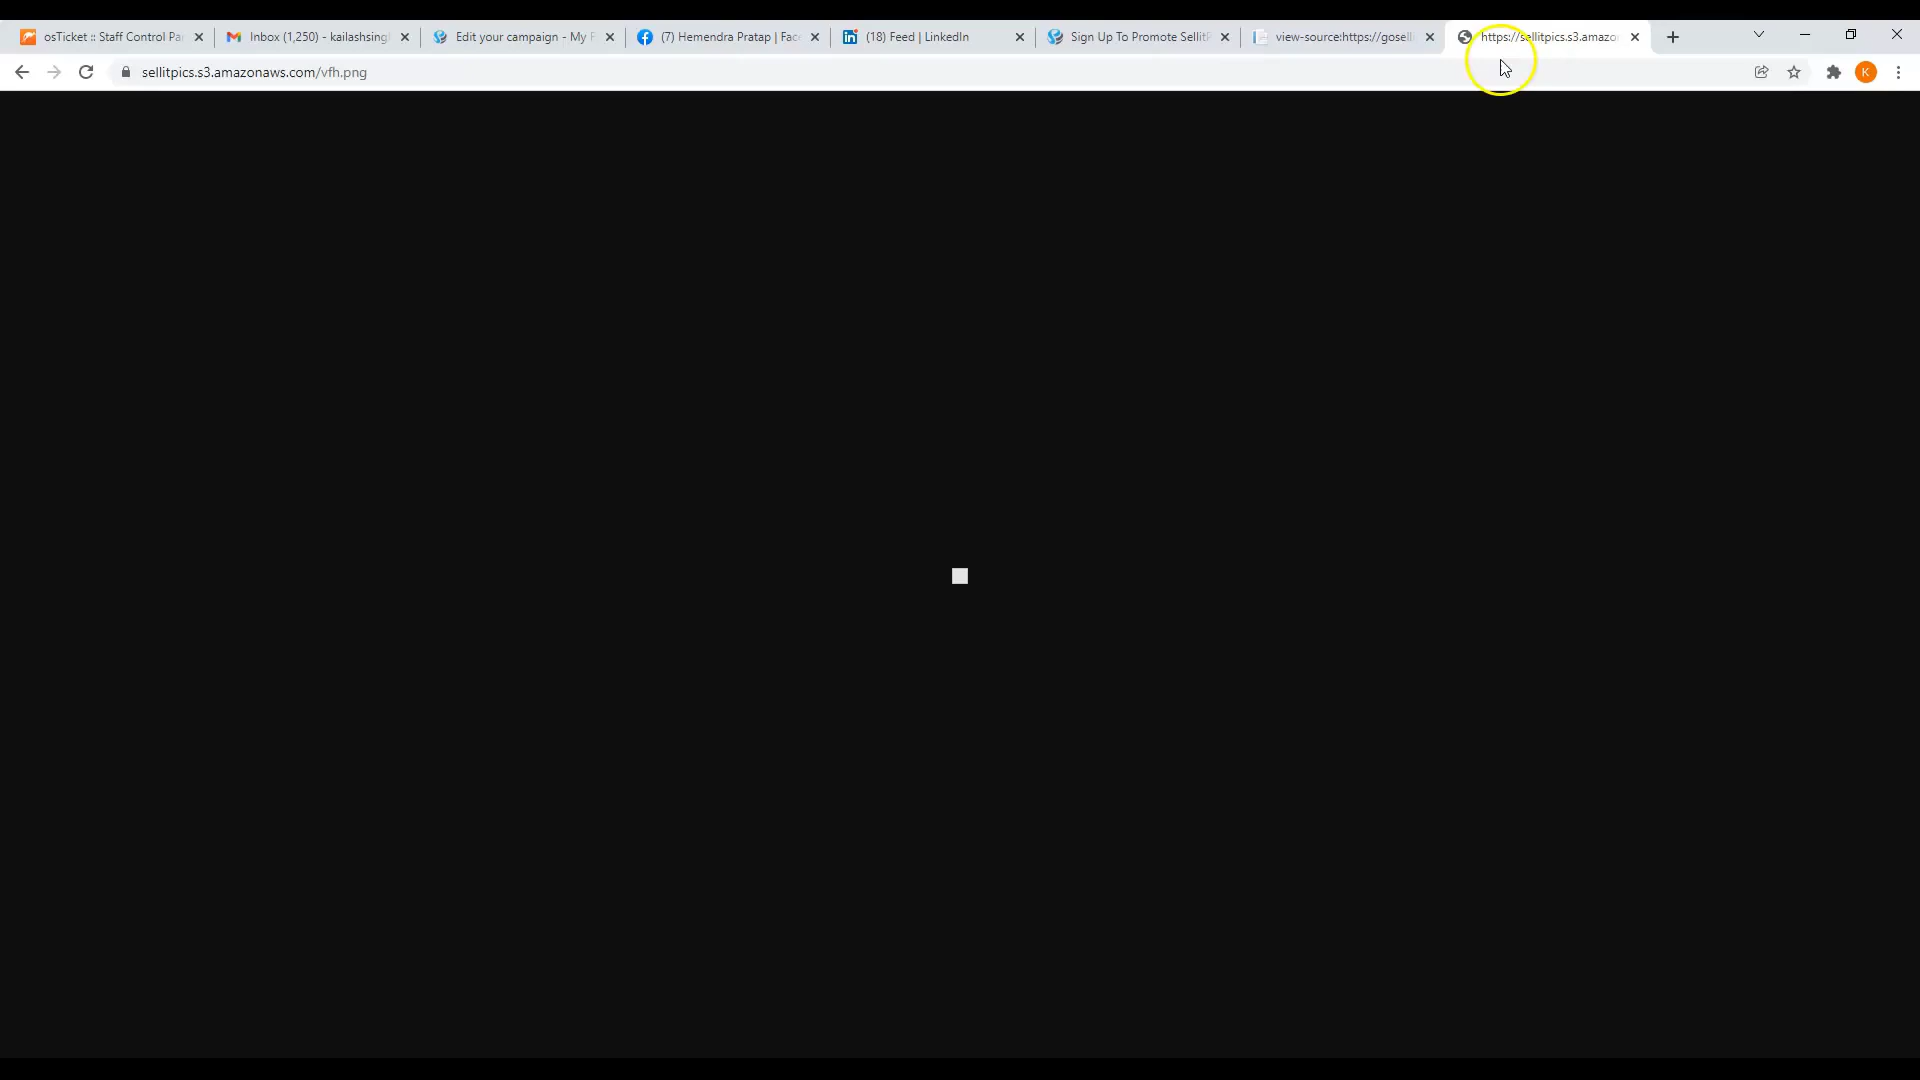 osTicket :: Staff Control Pa
Inbox (1,250) - kailashsing
Edit your campaign - My F
(7) Hemendra Pratap | Fac
(18) Feed | LinkedIn
Sign Up To Promote SellitP
view-source:https://gosell
https://sellitpics.s3.amazo
sellitpics.s3.amazonaws.com/vfh.png
K